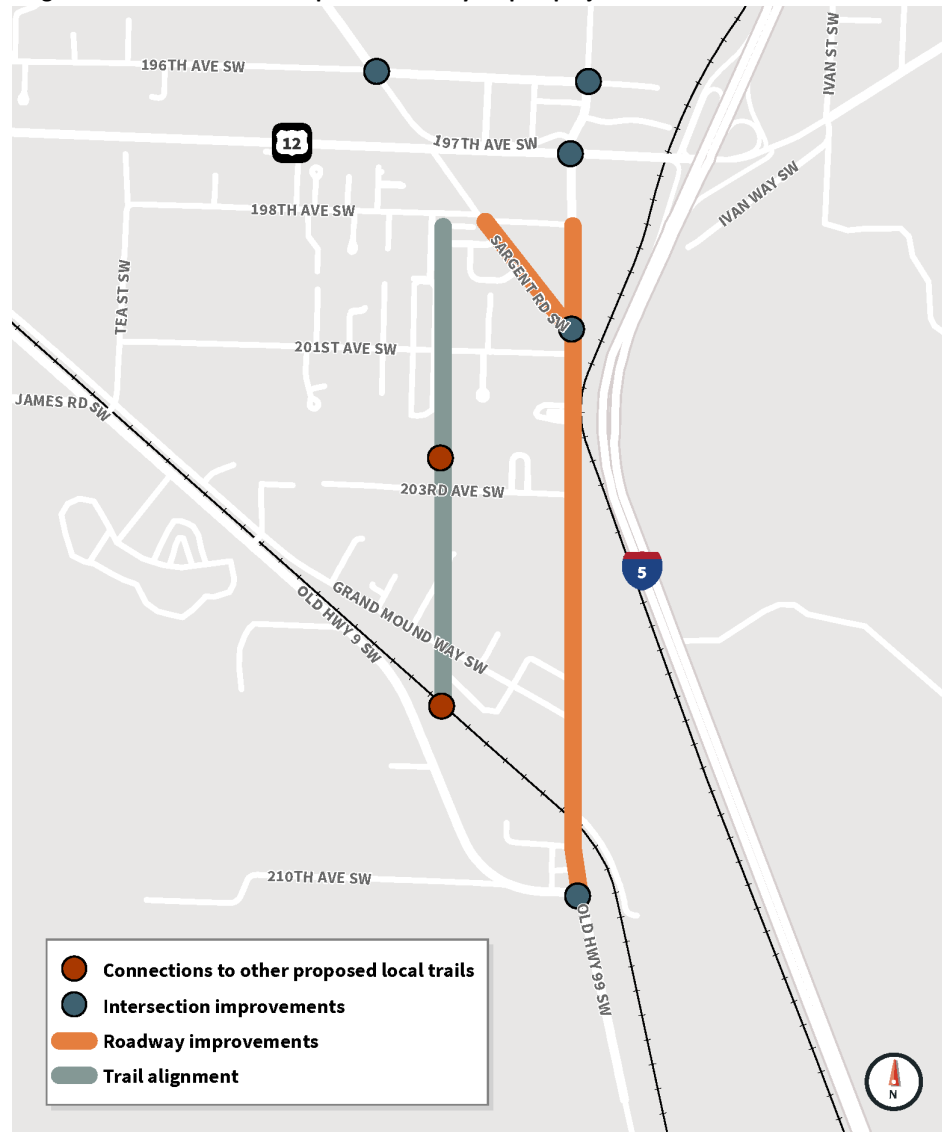 196TH AVE SW
IVAN ST SW
12
197TH AVE SW
IVAN WAY SW
198TH AVE SW
SARGENT RD SW
TEA ST SW
201ST AVE SW
JAMES RD SW
203RD AVE SW
5
GRAND MOUND WAY SW
OLD HWY 9 SW
210TH AVE SW
OLD HWY 99 SW
Connections to other proposed local trails
Intersection improvements
Roadway improvements
Trail alignment
N